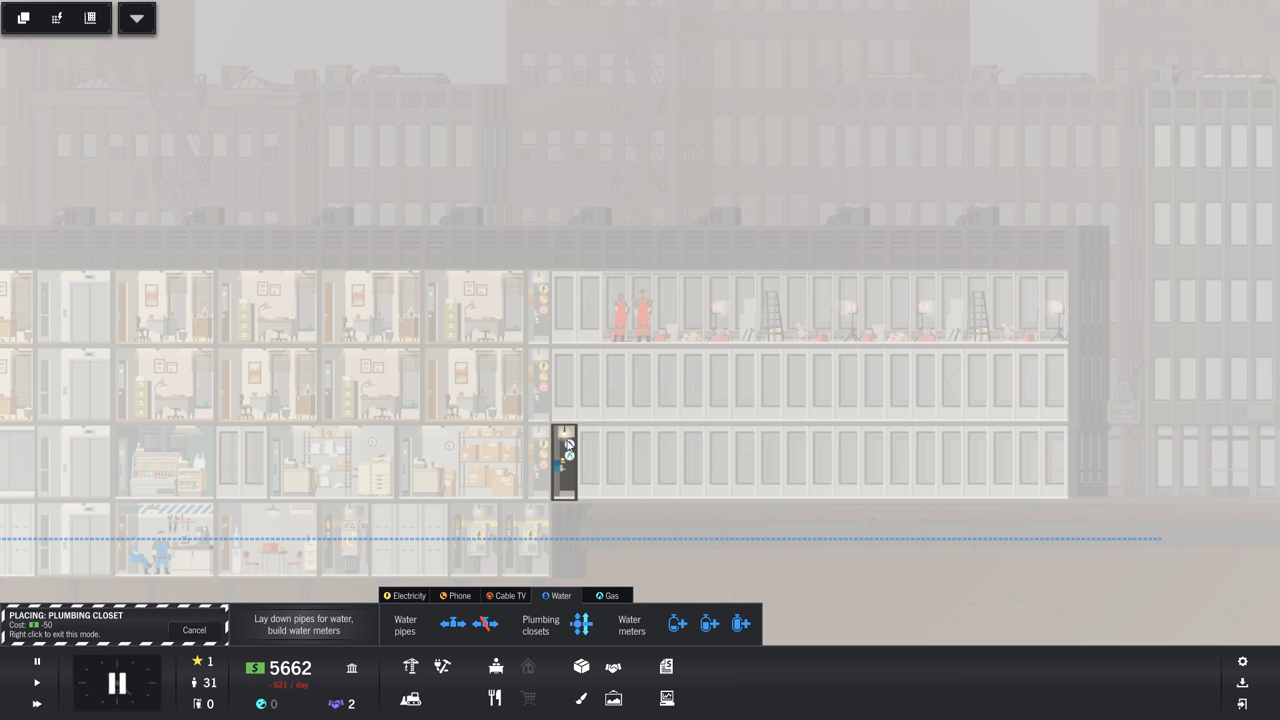 Electricity
Phone
Cable TV
Water
Gas
PLACING: PLUMBING CLOSET
Cost: $ -50
Right click to exit this mode.
Cancel
Lay down pipes for water,
build water meters
Water
pipes
Plumbing
closets
Water
meters
1
31
0
$ 5662
-621 / day
0
2